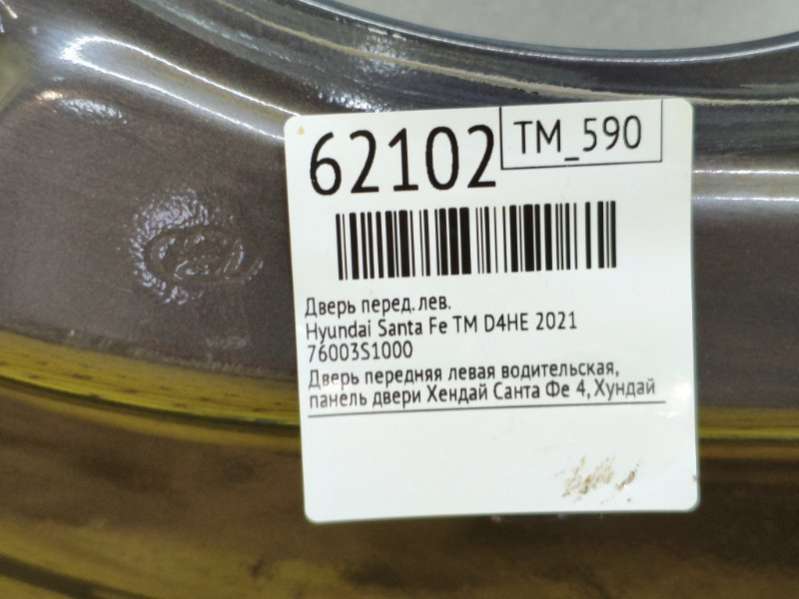 62102
TM_590
Дверь перед. лев.
Hyundai Santa Fe TM D4HE 2021
76003S1000
Дверь передняя левая водительская,
панель двери Хендай Санта Фе 4, Хундай